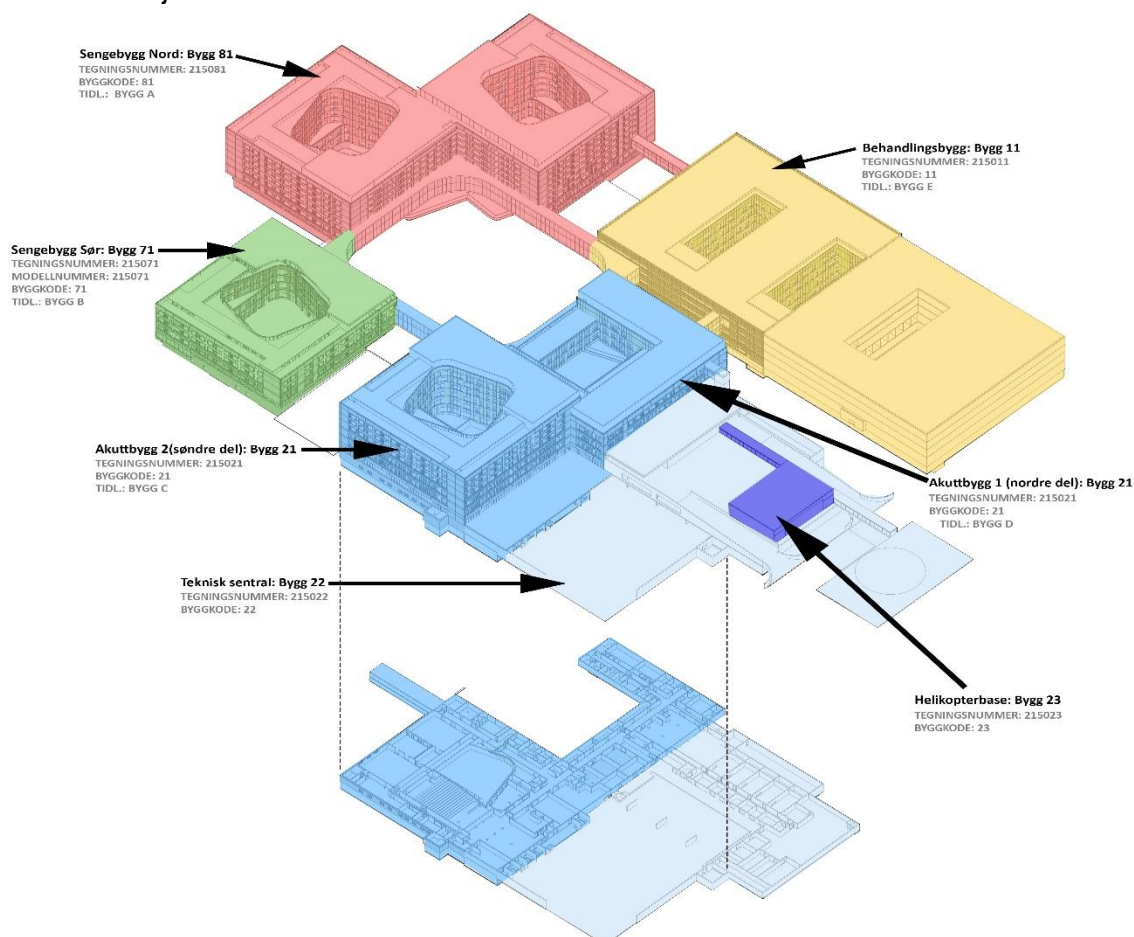 Sengebygg Nord: Bygg 81
TEGNINGSNUMMER: 215081
BYGGKODE: 81
TIDL.: BYGG A
Behandlingsbygg: Bygg 11
TEGNINGSNUMMER: 215011
BYGGKODE: 11
TIDL.: BYGG E
Sengebygg Sør: Bygg 71
TEGNINGSNUMMER: 215071
MODELLNUMMER: 215071
BYGGKODE: 71
TIDL.: BYGG B
Akuttbygg 2(søndre del): Bygg 21
TEGNINGSNUMMER: 215021
BYGGKODE: 21
TIDL.: BYGG C
Akuttbygg 1 (nordre del): Bygg 21
TEGNINGSNUMMER: 215021
BYGGKODE: 21
TIDL.: BYGG D
Teknisk sentral: Bygg 22
TEGNINGSNUMMER: 215022
BYGGKODE: 22
Helikopterbase: Bygg 23
TEGNINGSNUMMER: 215023
BYGGKODE: 23